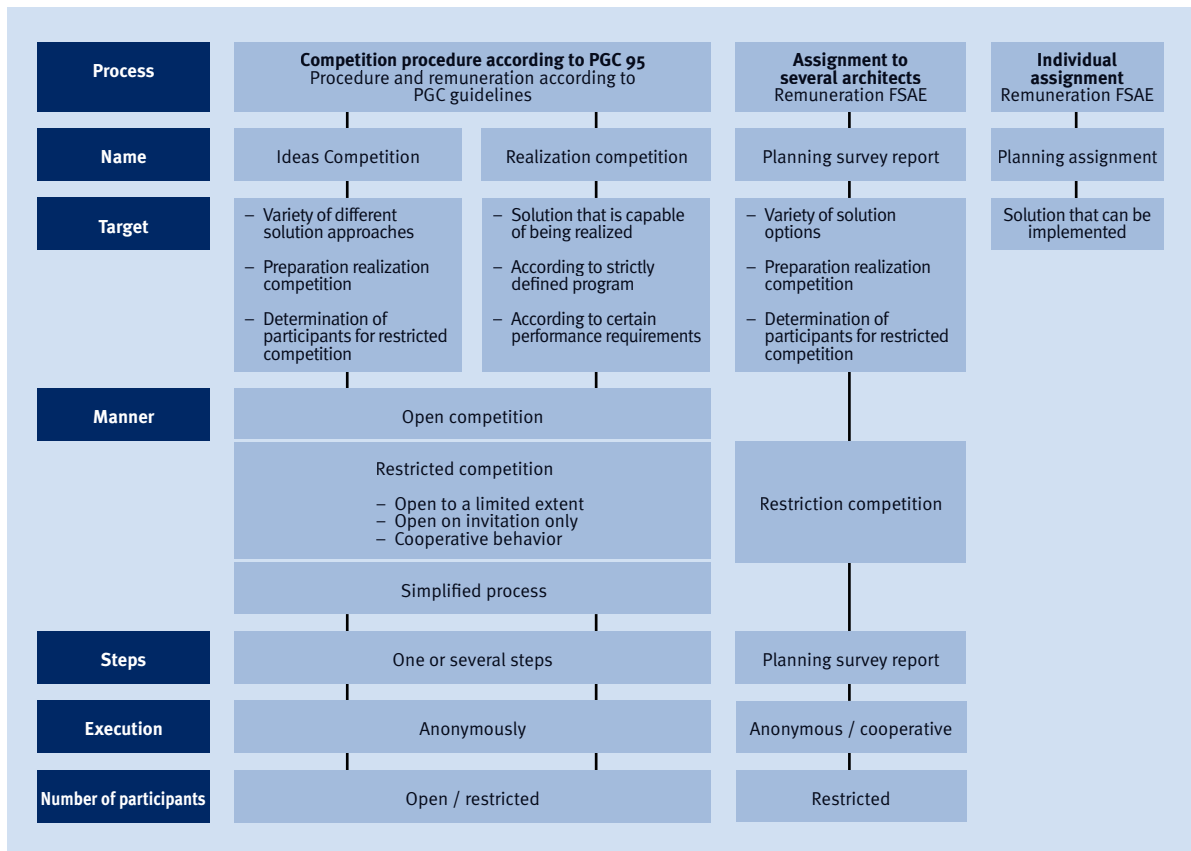 Process
Competition procedure according to PGC 95
Procedure and remuneration according to
PGC guidelines
Assignment to
several architects
Remuneration FSAE
Individual
assignment
Remuneration FSAE
Name
Ideas Competition
Realization competition
Planning survey report
Planning assignment
Target
– Variety of different
solution approaches
– Preparation realization
competition
– Determination of
participants for restricted
competition
– Solution that is capable
of being realized
– According to strictly
defined program
– According to certain
performance requirements
– Variety of solution
options
– Preparation realization
competition
– Determination of
participants for restricted
competition
Solution that can be
implemented
Manner
Open competition
Restricted competition
– Open to a limited extent
– Open on invitation only
– Cooperative behavior
Simplified process
Restriction competition
Steps
One or several steps
Planning survey report
Execution
Anonymously
Anonymous / cooperative
Number of participants
Open / restricted
Restricted